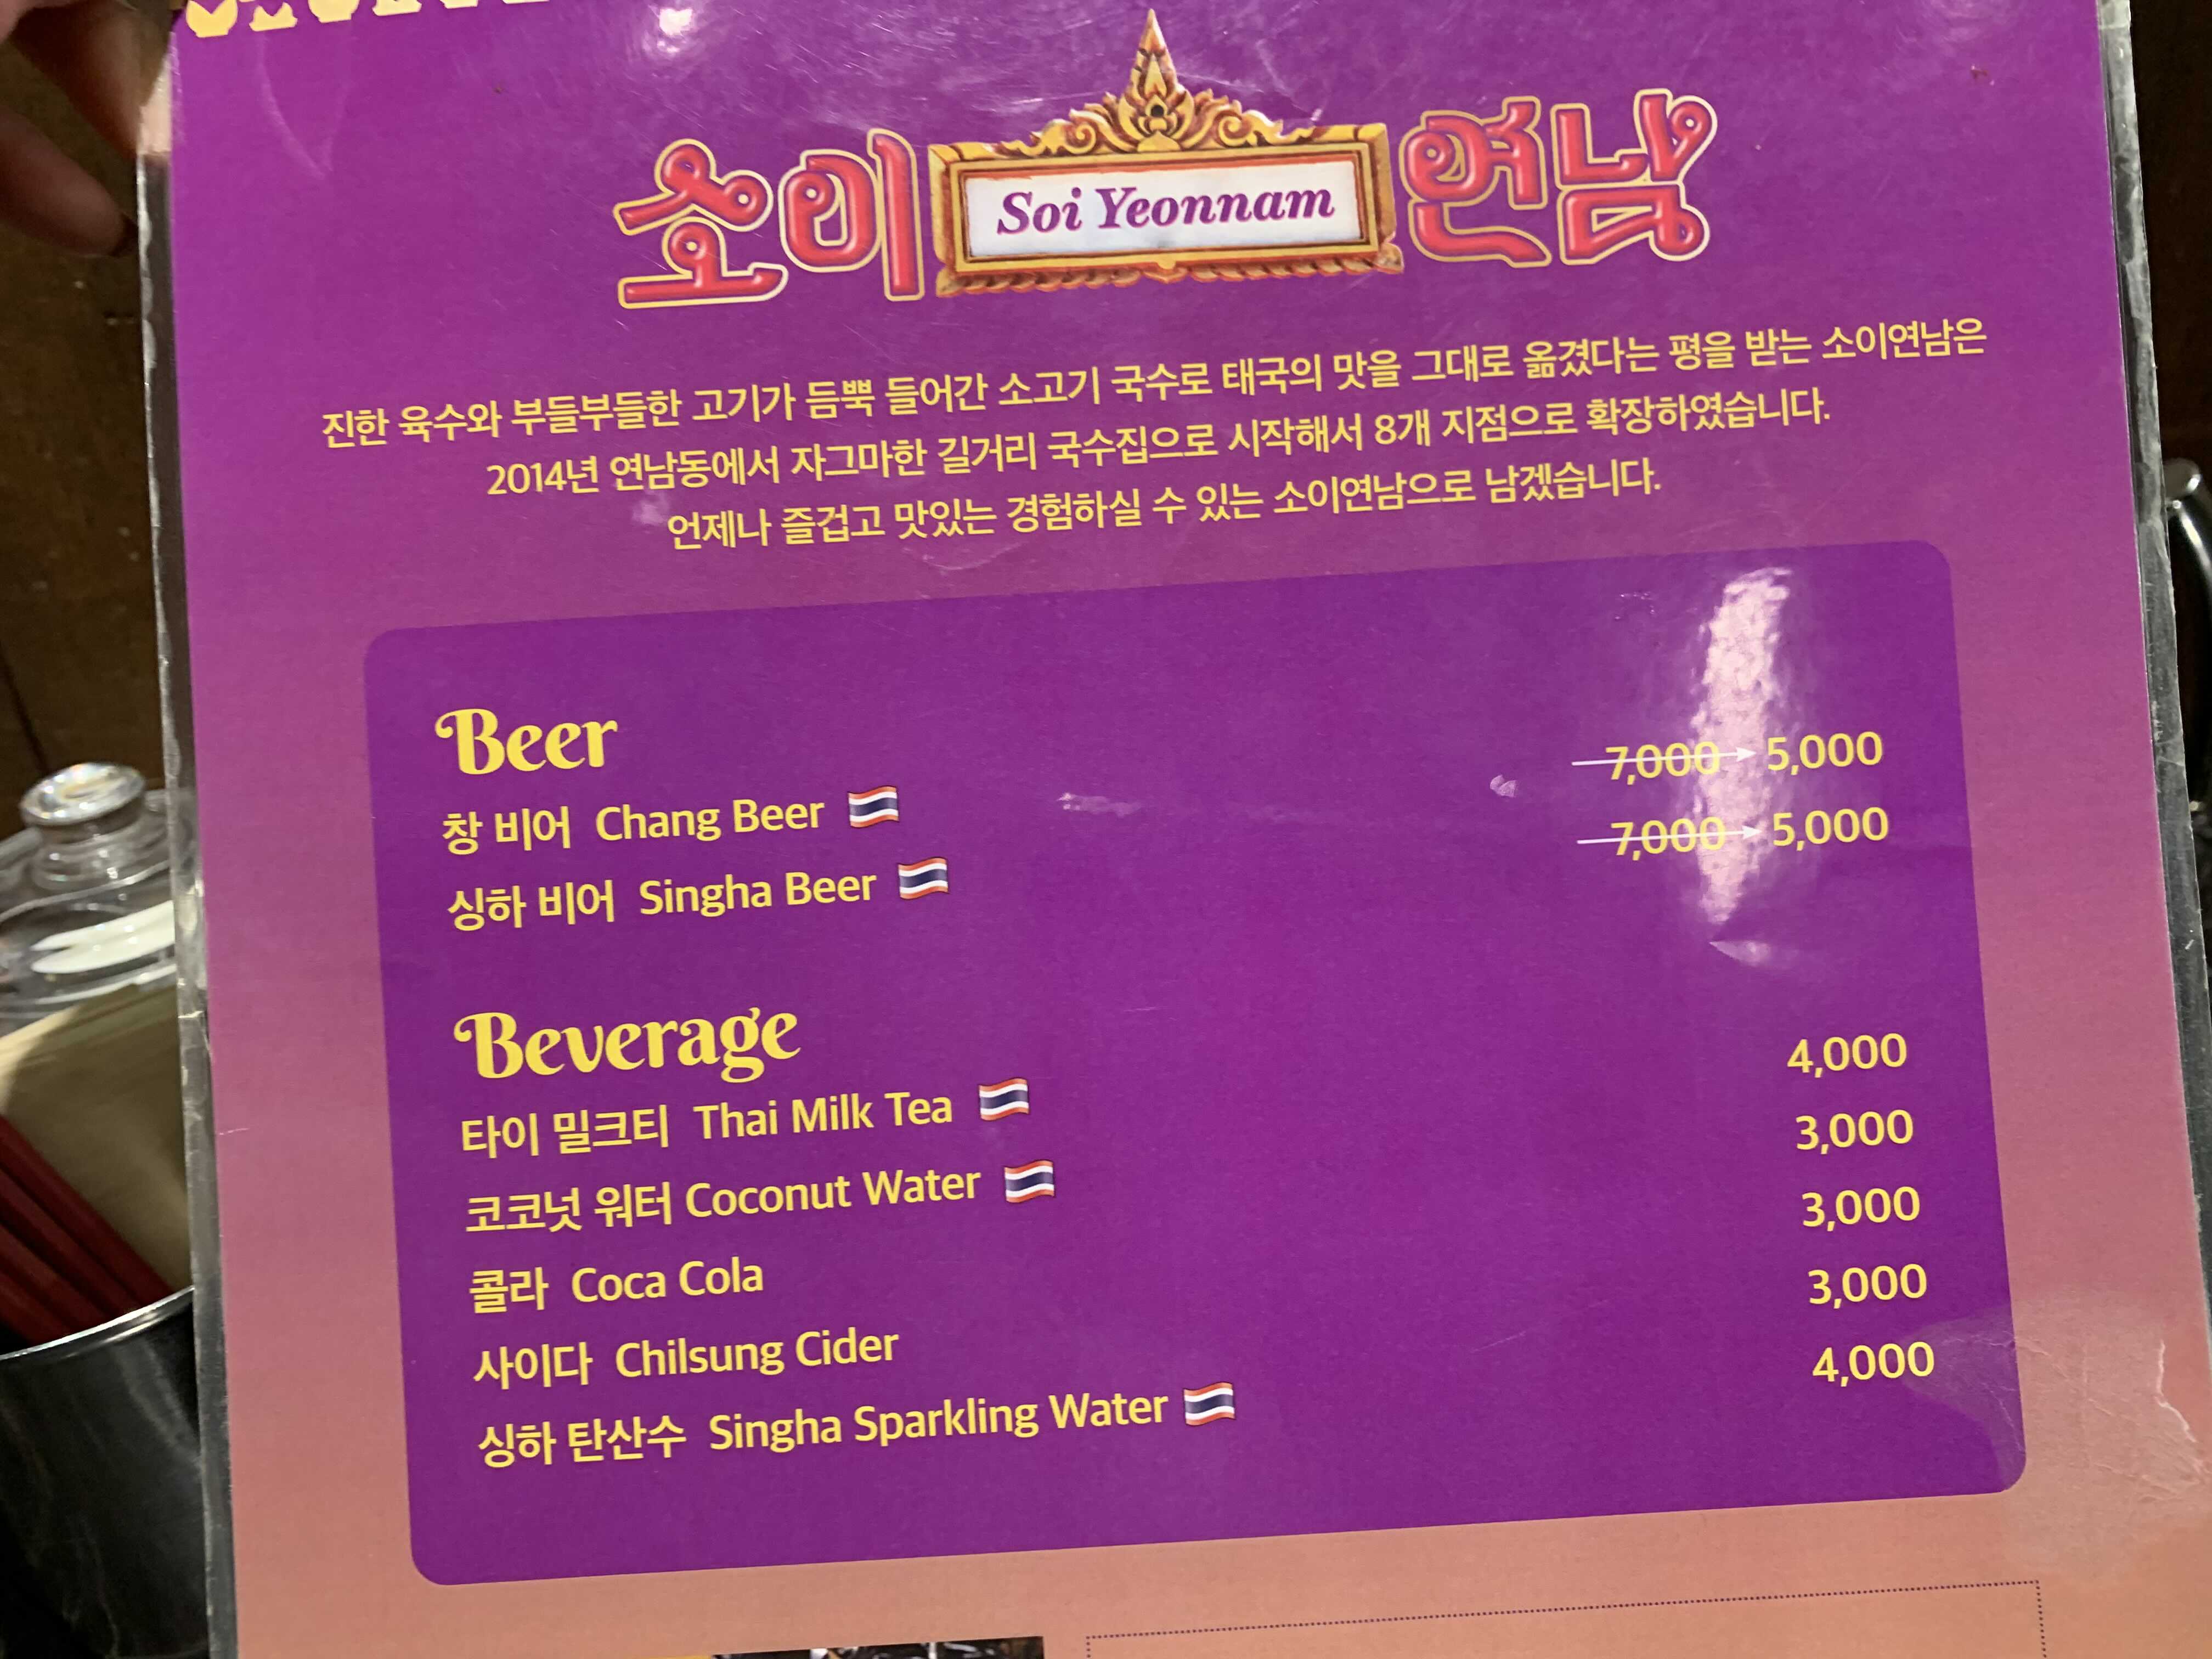 소이 Soi Yeonnam 연남
진한 육수와 부들부들한 고기가 듬뿍 들어간 소고기 국수로 태국의 맛을 그대로 옮겼다는 평을 받는 소이연남은
2014년 연남동에서 자그마한 길거리 국수집으로 시작해서 8개 지점으로 확장하였습니다.
언제나 즐겁고 맛있는 경험하실 수 있는 소이연남으로 남겠습니다.
Beer
창 비어 Chang Beer 7,000 → 5,000
싱하 비어 Singha Beer 7,000 → 5,000
Beverage
타이 밀크티 Thai Milk Tea 4,000
코코넛 워터 Coconut Water 3,000
콜라 Coca Cola 3,000
사이다 Chilsung Cider 3,000
싱하 탄산수 Singha Sparkling Water 4,000